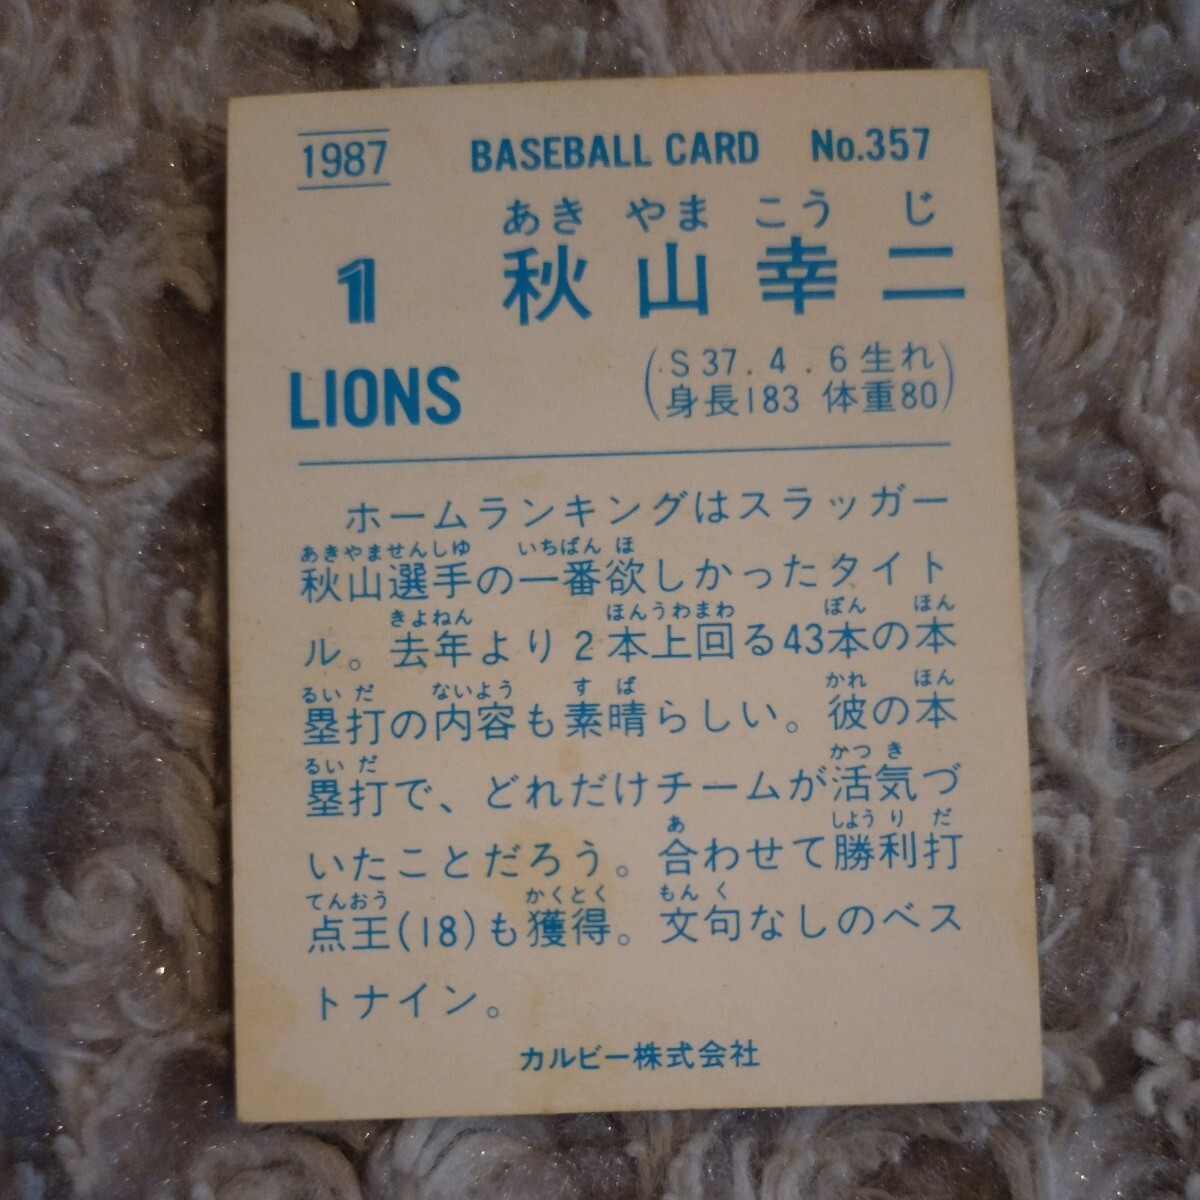 1987 BASEBALL CARD No.357
あき やま こう じ
1 秋山幸二
(S37.4.6生れ
LIONS 身長183 体重80)
ホームランキングはスラッガー
あきやませんしゆ いちばん ほ
秋山選手の一番欲しかったタイト
きよねん ほんうわまわ ぽん ほん
ル。去年より2本上回る43本の本
るい だ ないよう す ば かれ ほん
塁打の内容も素晴らしい。彼の本
るい だ かつ き
塁打で、どれだけチームが活気づ
あ しよう り だ
いたことだろう。合わせて勝利打
てんおう かくとく もん く
点王(18)も獲得。文句なしのベス
トナイン。
カルビー株式会社